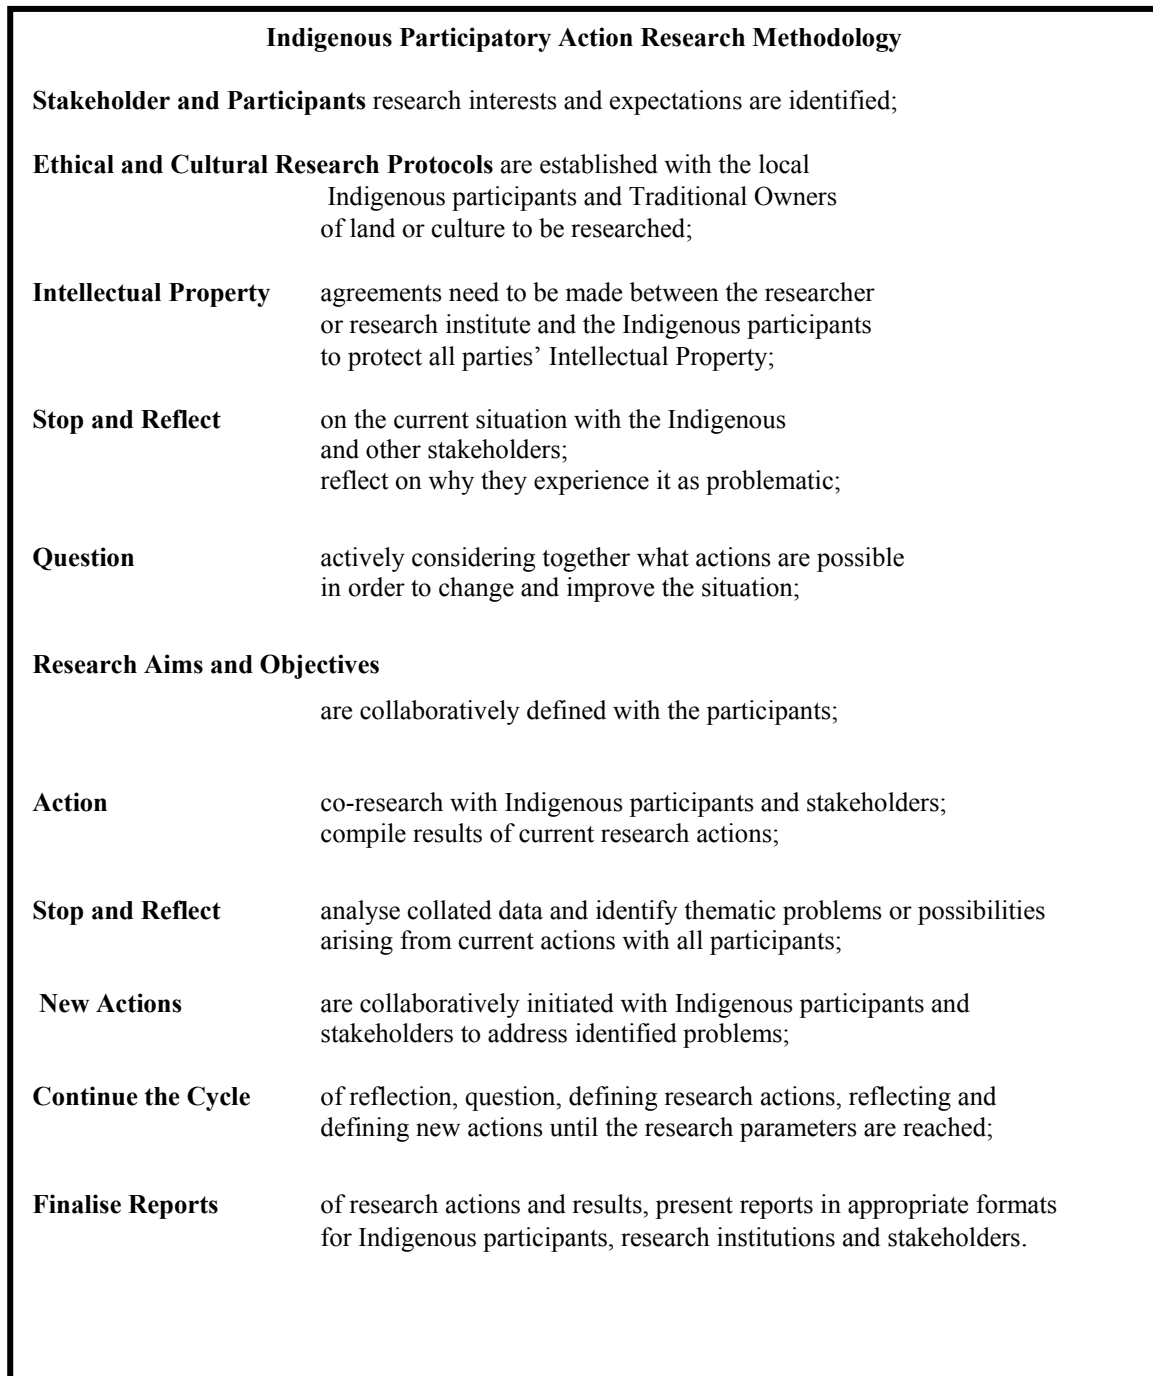 Indigenous Participatory Action Research Methodology
Stakeholder and Participants research interests and expectations are identified;
Ethical and Cultural Research Protocols are established with the local
Indigenous participants and Traditional Owners
of land or culture to be researched;
Intellectual Property agreements need to be made between the researcher
or research institute and the Indigenous participants
to protect all parties’ Intellectual Property;
Stop and Reflect on the current situation with the Indigenous
and other stakeholders;
reflect on why they experience it as problematic;
Question actively considering together what actions are possible
in order to change and improve the situation;
Research Aims and Objectives
are collaboratively defined with the participants;
Action co-research with Indigenous participants and stakeholders;
compile results of current research actions;
Stop and Reflect analyse collated data and identify thematic problems or possibilities
arising from current actions with all participants;
New Actions are collaboratively initiated with Indigenous participants and
stakeholders to address identified problems;
Continue the Cycle of reflection, question, defining research actions, reflecting and
defining new actions until the research parameters are reached;
Finalise Reports of research actions and results, present reports in appropriate formats
for Indigenous participants, research institutions and stakeholders.